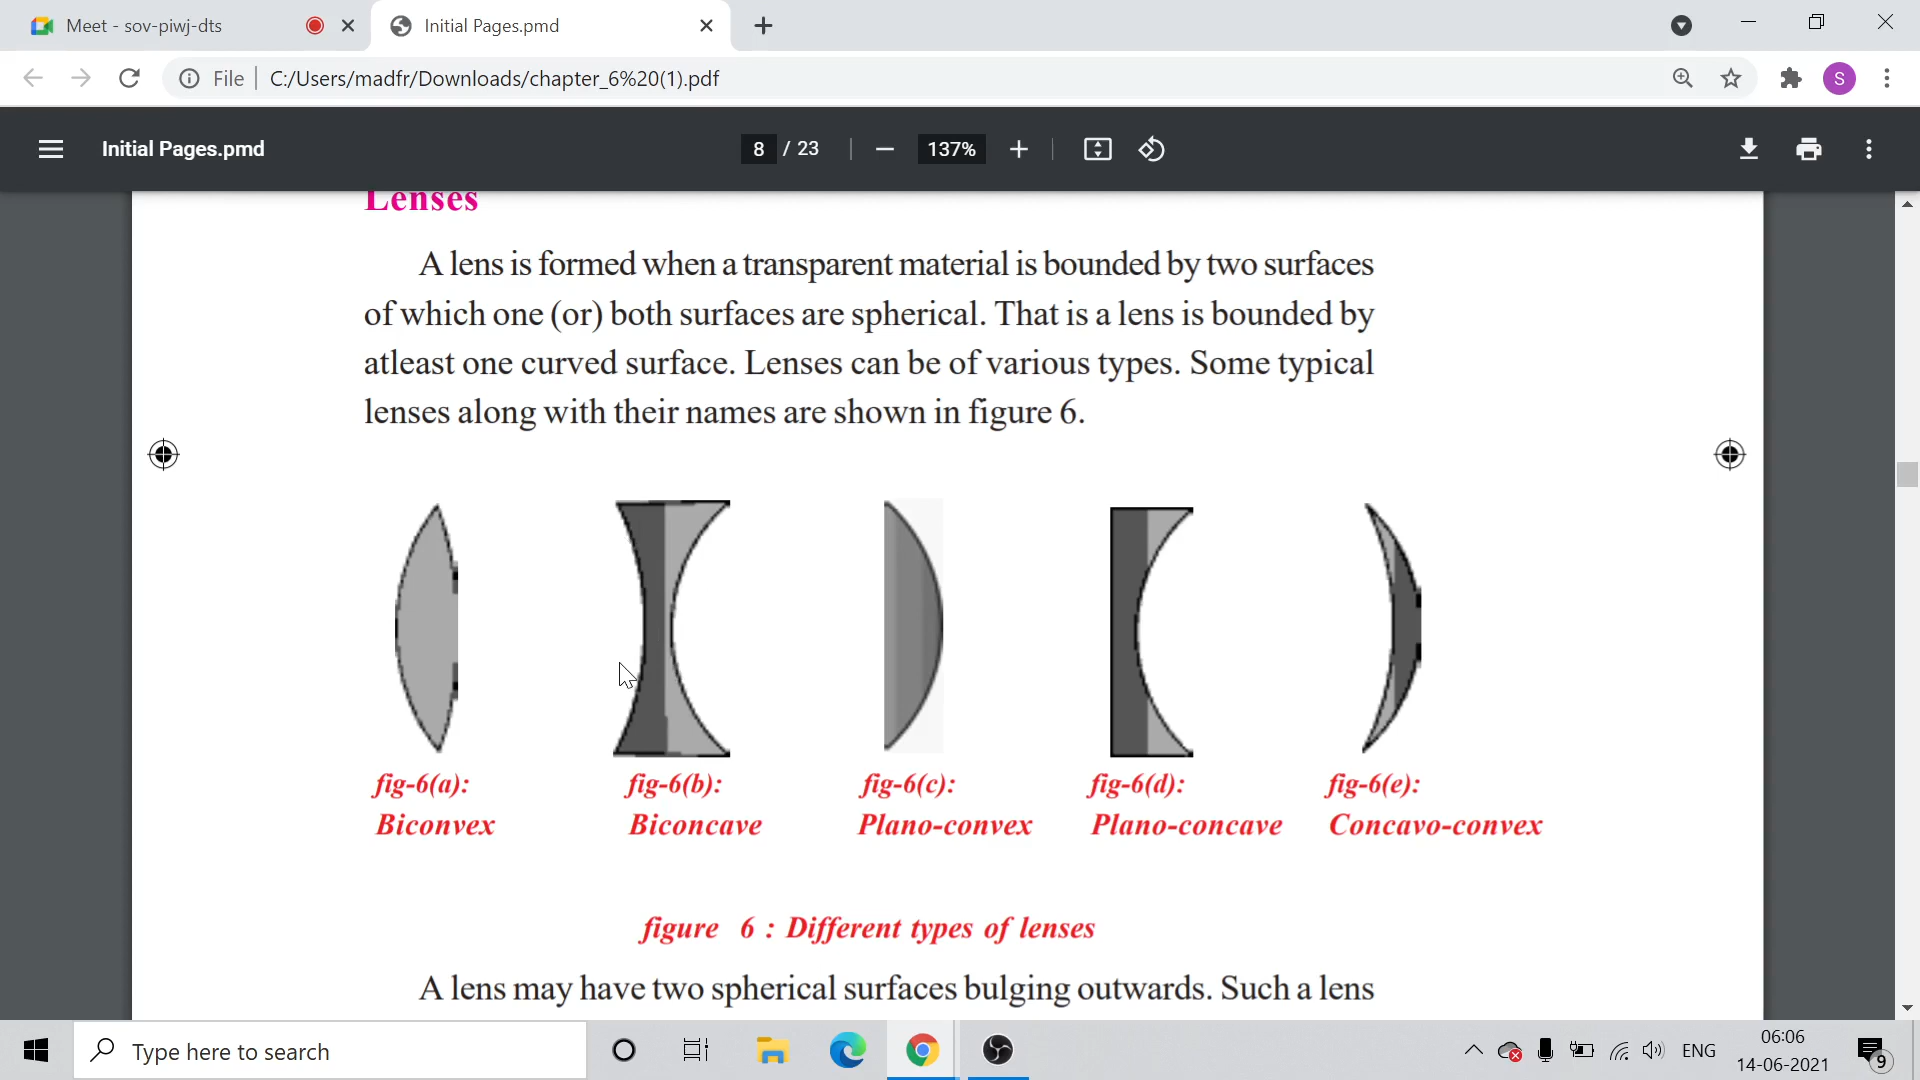 Meet - sov-piwj-dts
Initial Pages.pmd
File
C:/Users/madfr/Downloads/chapter_6%20(1).pdf
S
Initial Pages.pmd
8 / 23
137%
Lenses
A lens is formed when a transparent material is bounded by two surfaces
of which one (or) both surfaces are spherical. That is a lens is bounded by
atleast one curved surface. Lenses can be of various types. Some typical
lenses along with their names are shown in figure 6.
fig-6(a):
Biconvex
fig-6(b):
Biconcave
fig-6(c):
Plano-convex
fig-6(d):
Plano-concave
fig-6(e):
Concavo-convex
figure 6 : Different types of lenses
A lens may have two spherical surfaces bulging outwards. Such a lens
Type here to search
ENG
06:06
14-06-2021
9